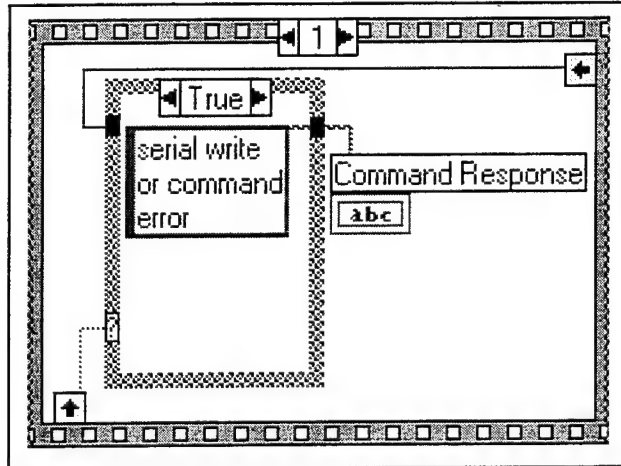 1
True
serial write
or command
error
Command Response
abc
?